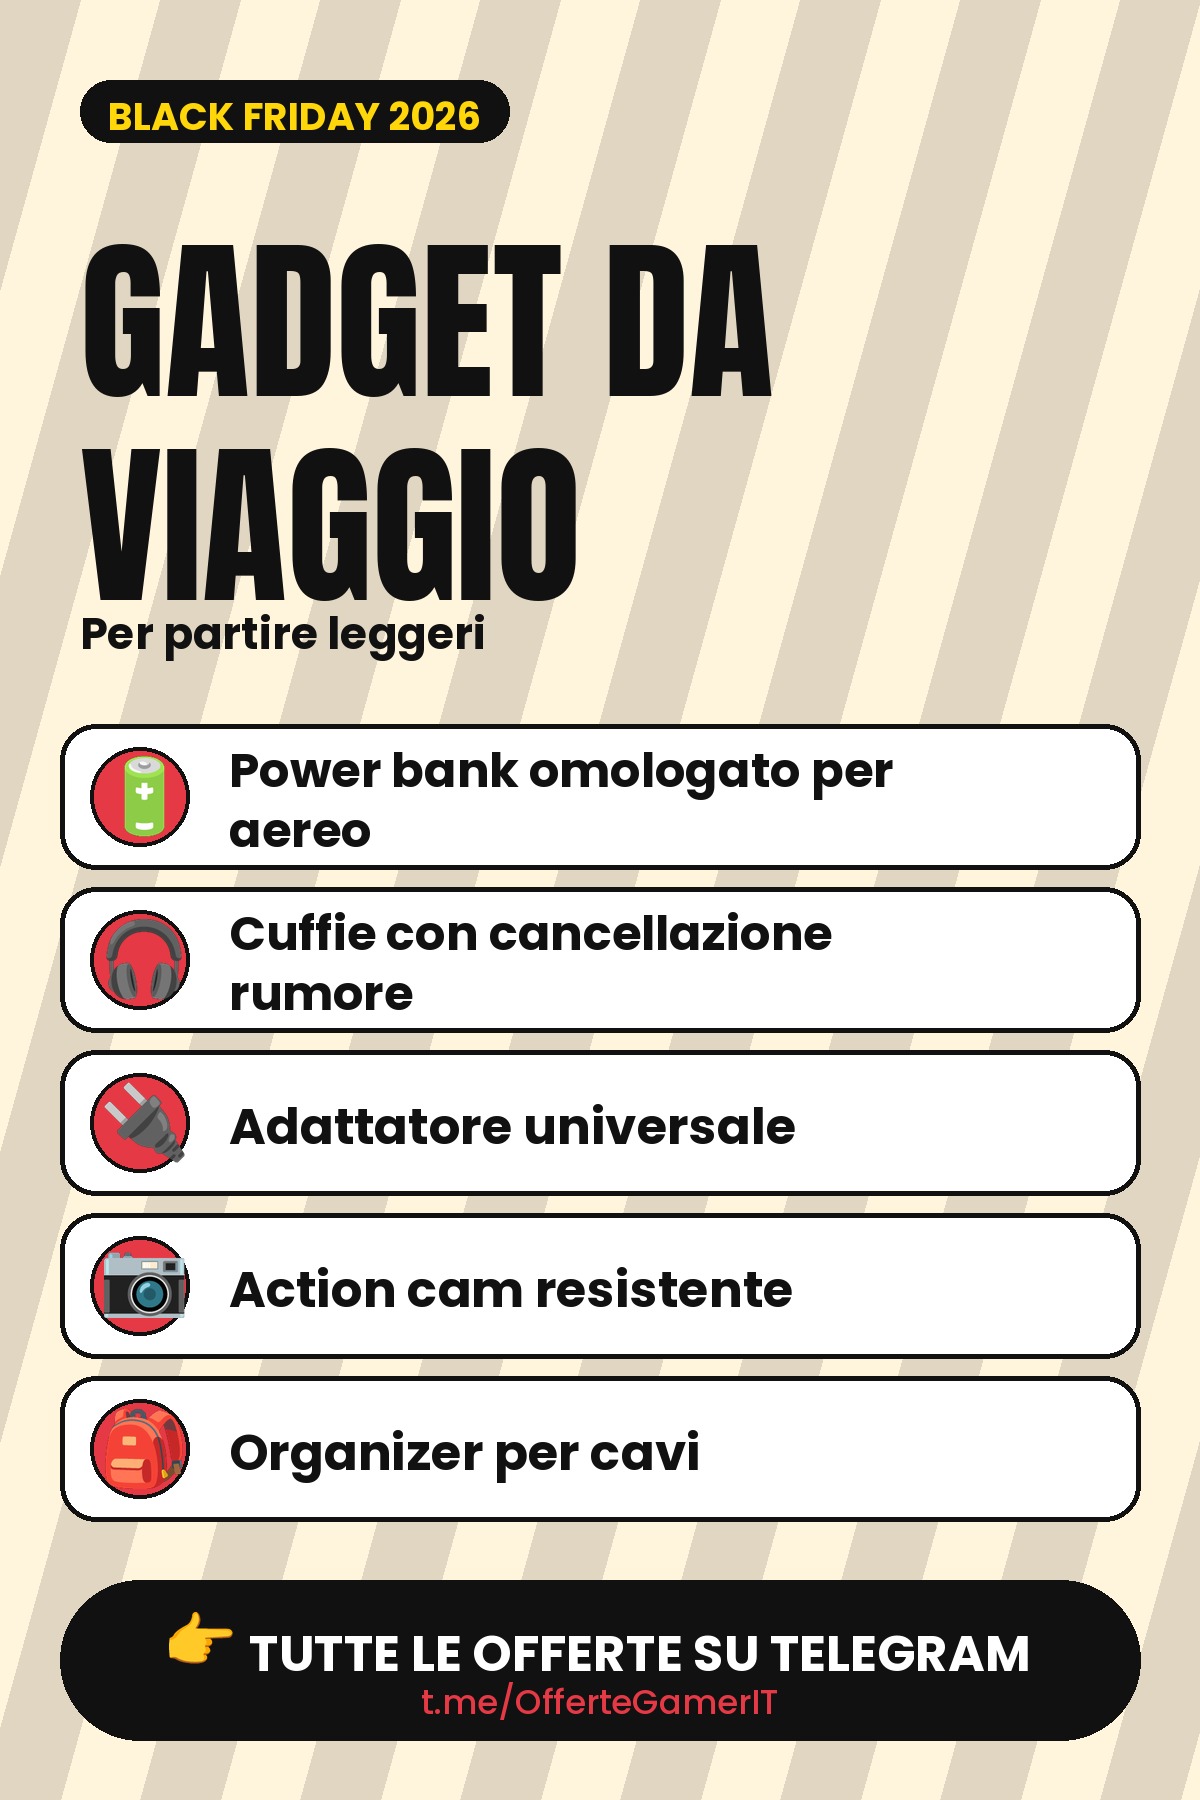 BLACK FRIDAY 2026
GADGET DA
VIAGGIO
Per partire leggeri
Power bank omologato per
aereo
Cuffie con cancellazione
rumore
Adattatore universale
Action cam resistente
Organizer per cavi
👉 TUTTE LE OFFERTE SU TELEGRAM
t.me/OfferteGamerIT